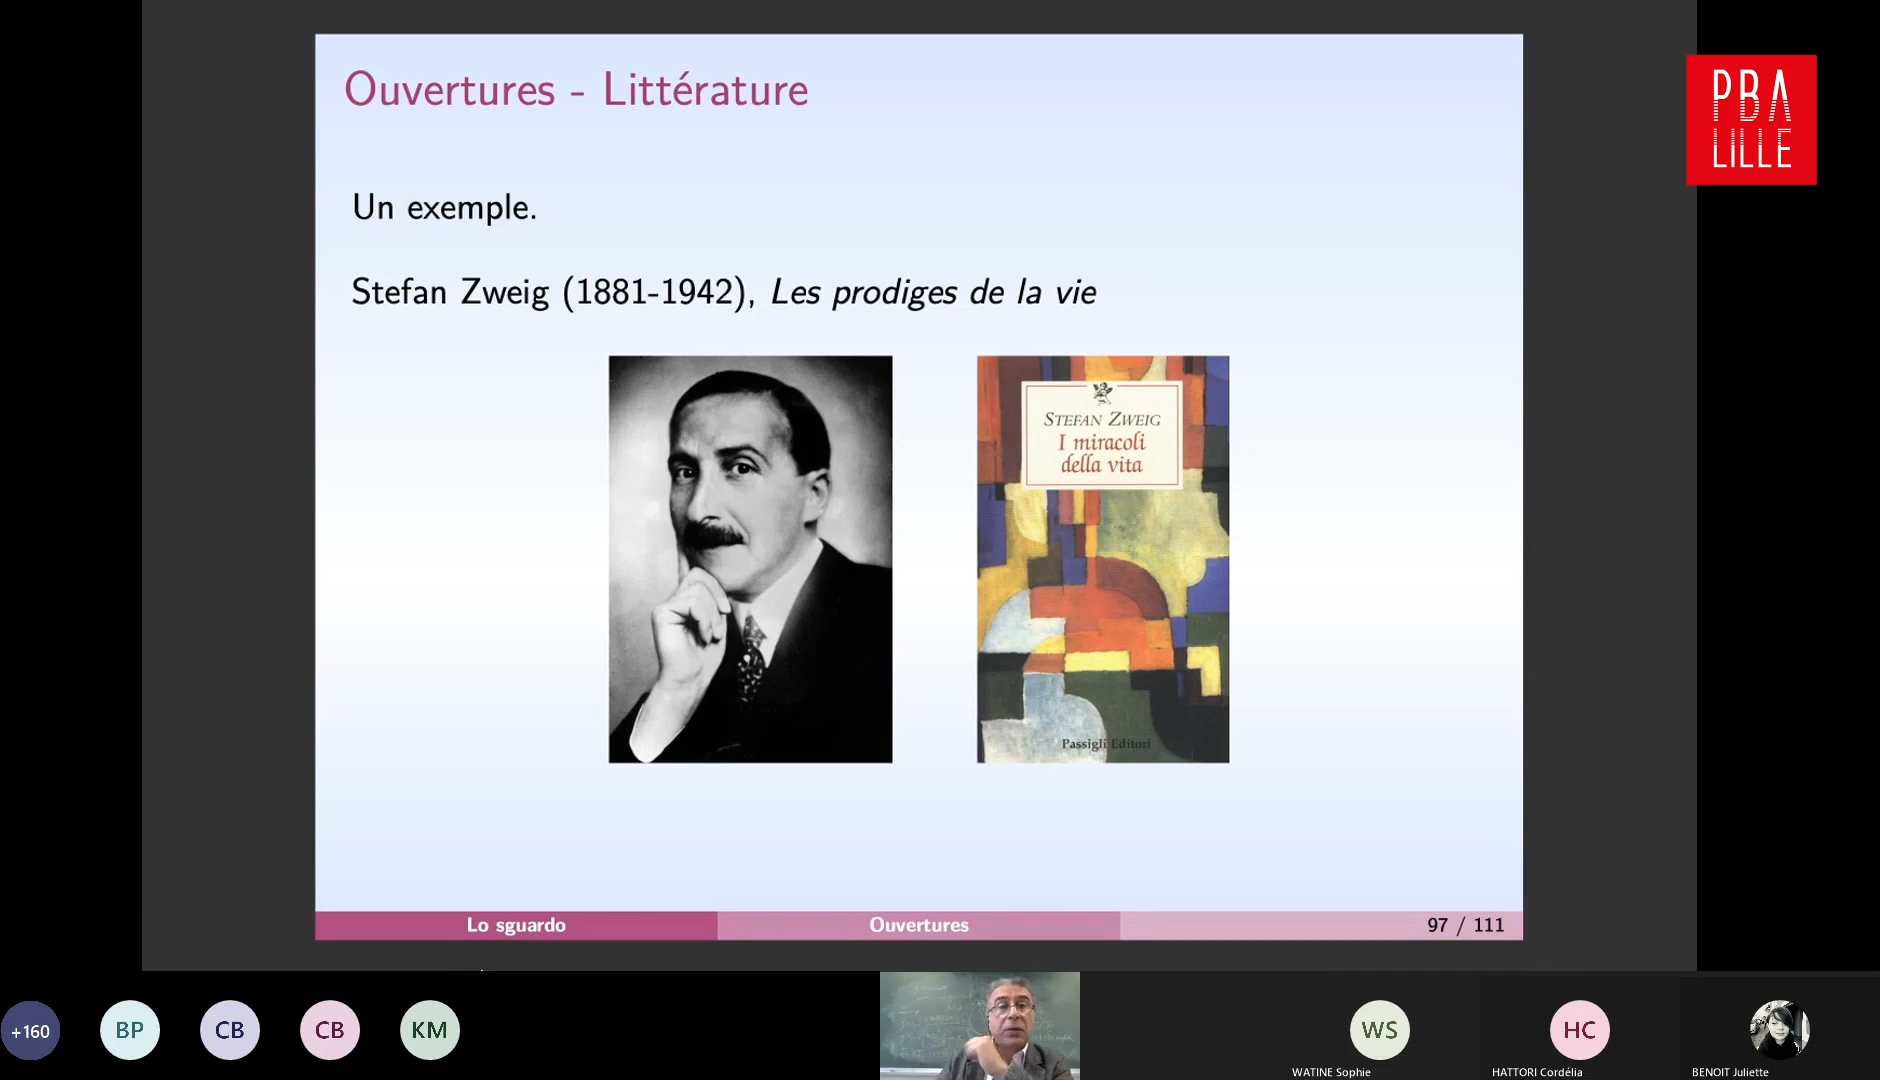 Ouvertures - Littérature
PBA
LILLE
Un exemple.
Stefan Zweig (1881-1942), Les prodiges de la vie
STEFAN ZWEIG
I miracoli
della vita
Passigli Editori
Lo sguardo
Ouvertures
97 / 111
+160
BP
CB
CB
KM
WS
HC
WATINE Sophie
HATTORI Cordélia
BENOIT Juliette